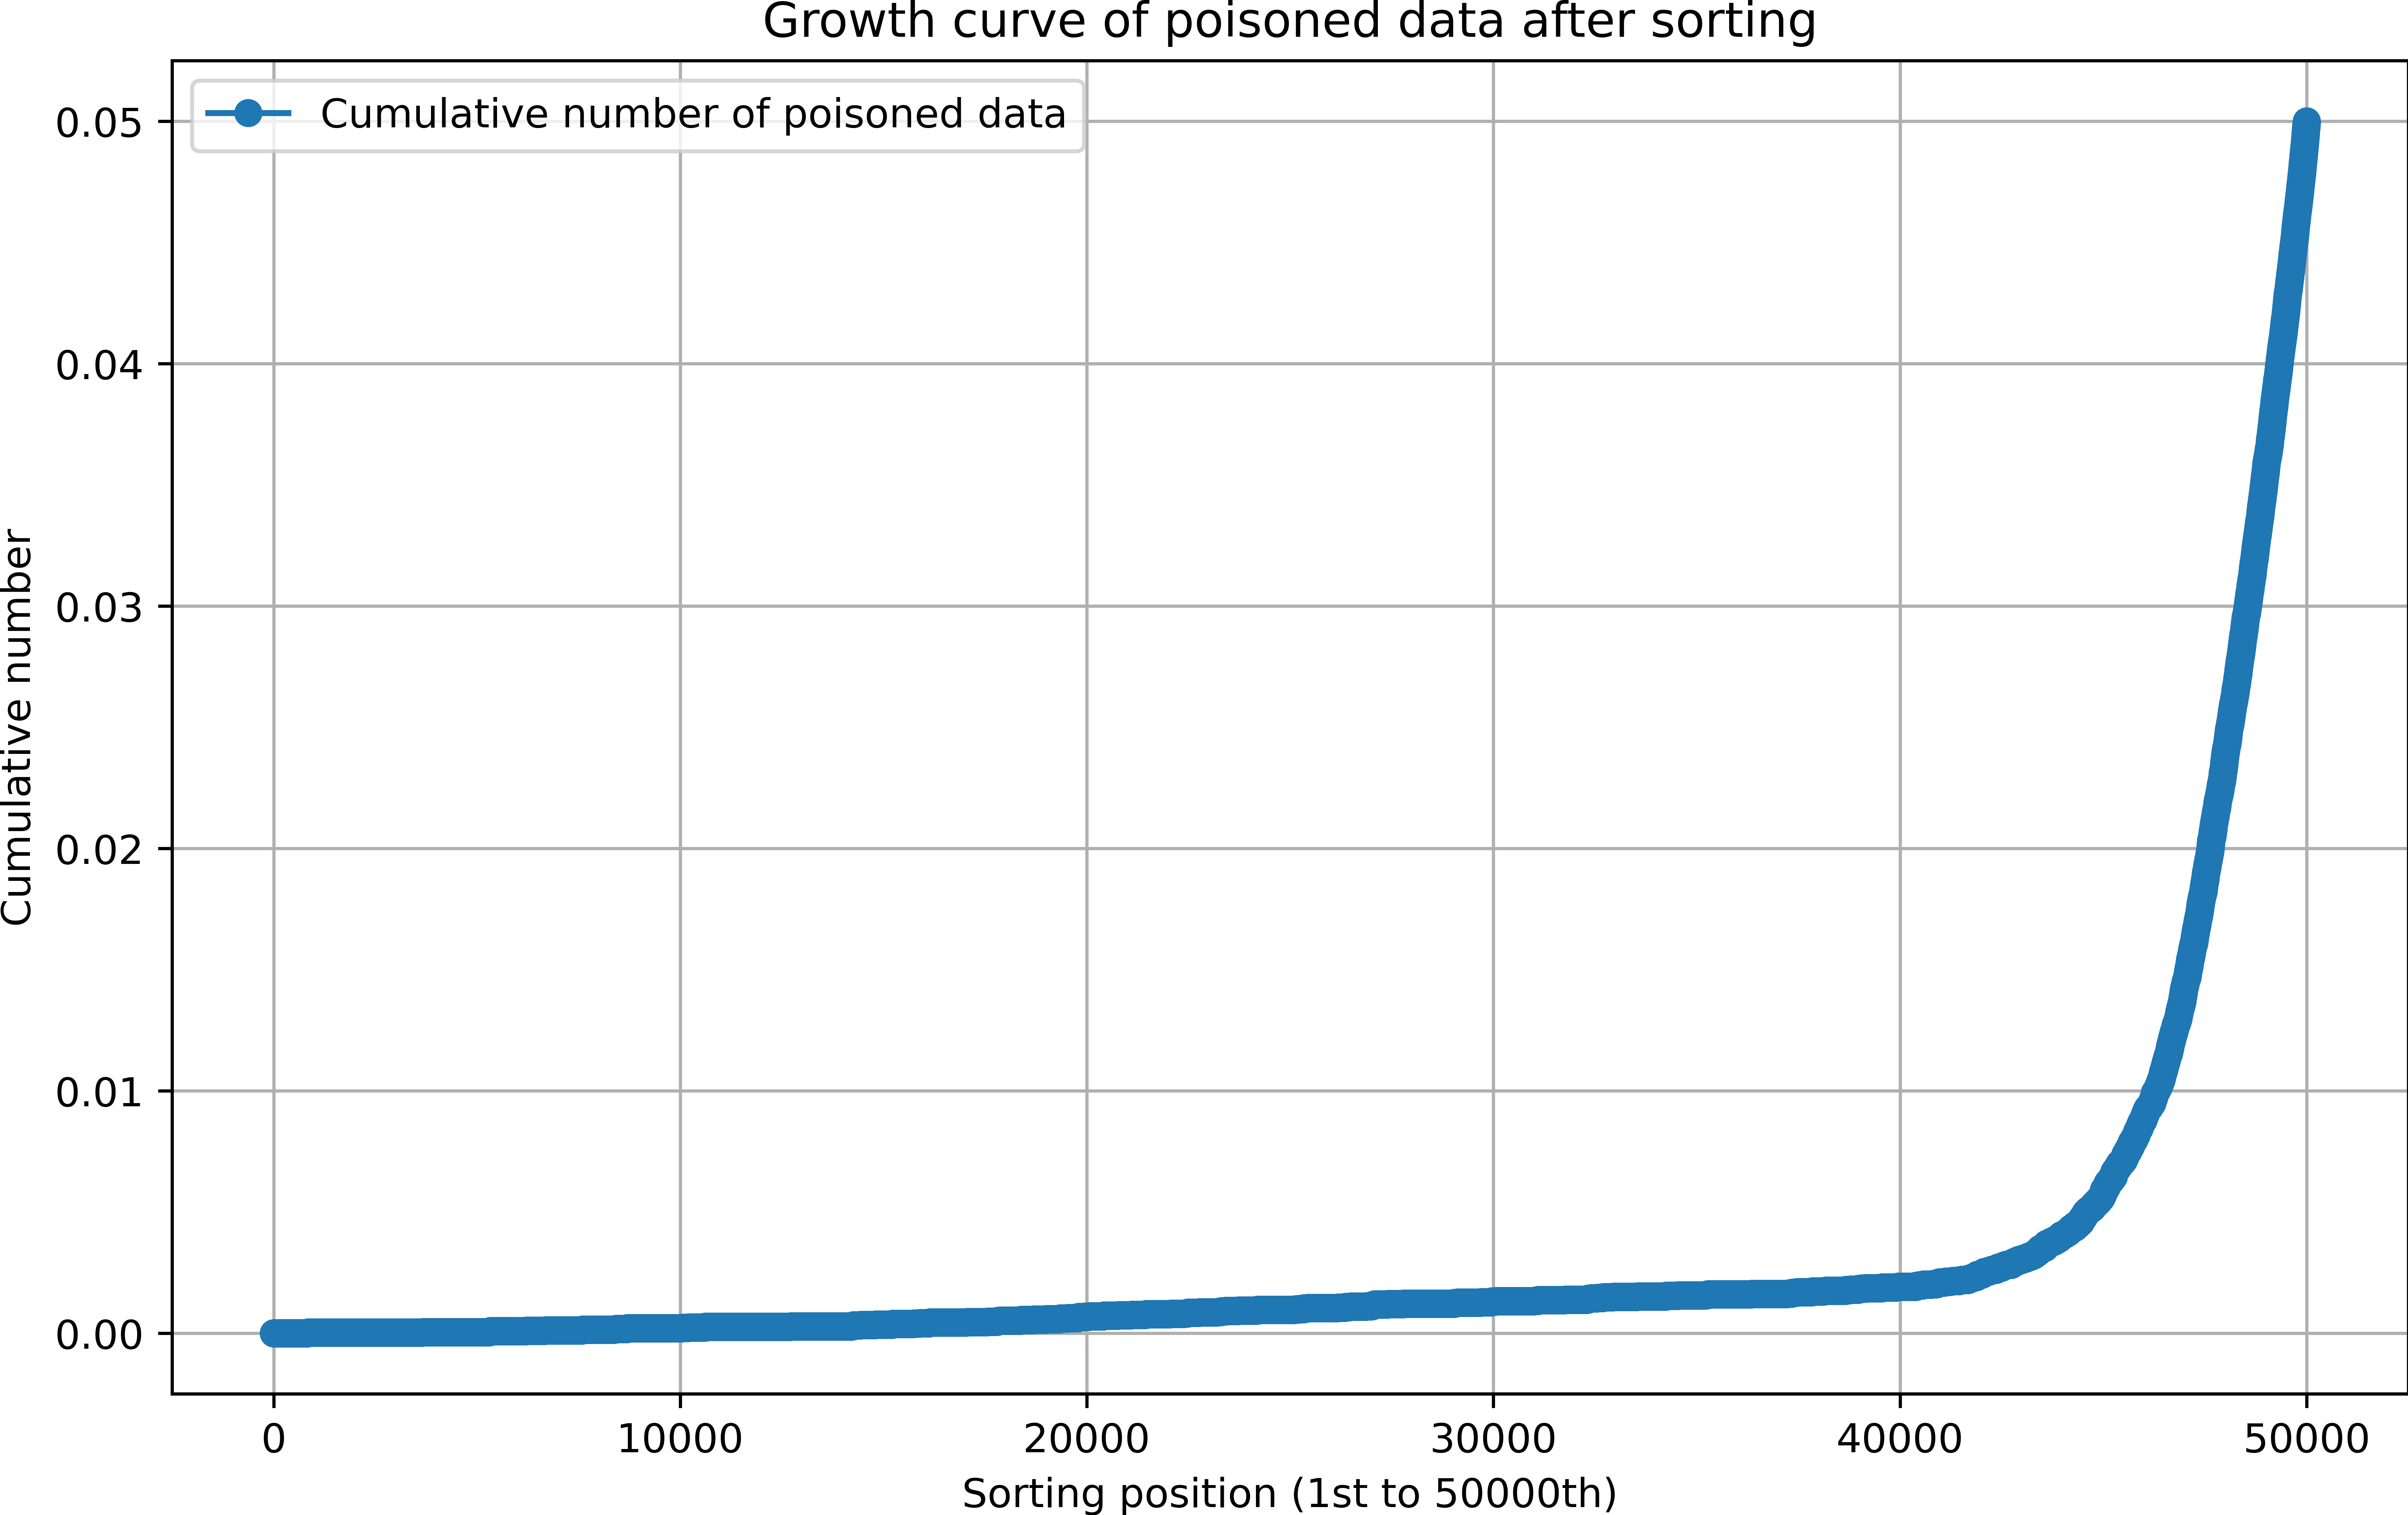 Growth curve of poisoned data after sorting
Cumulative number of poisoned data
0.05
0.04
0.03
0.02
0.01
0.00
Cumulative number
0 10000 20000 30000 40000 50000
Sorting position (1st to 50000th)